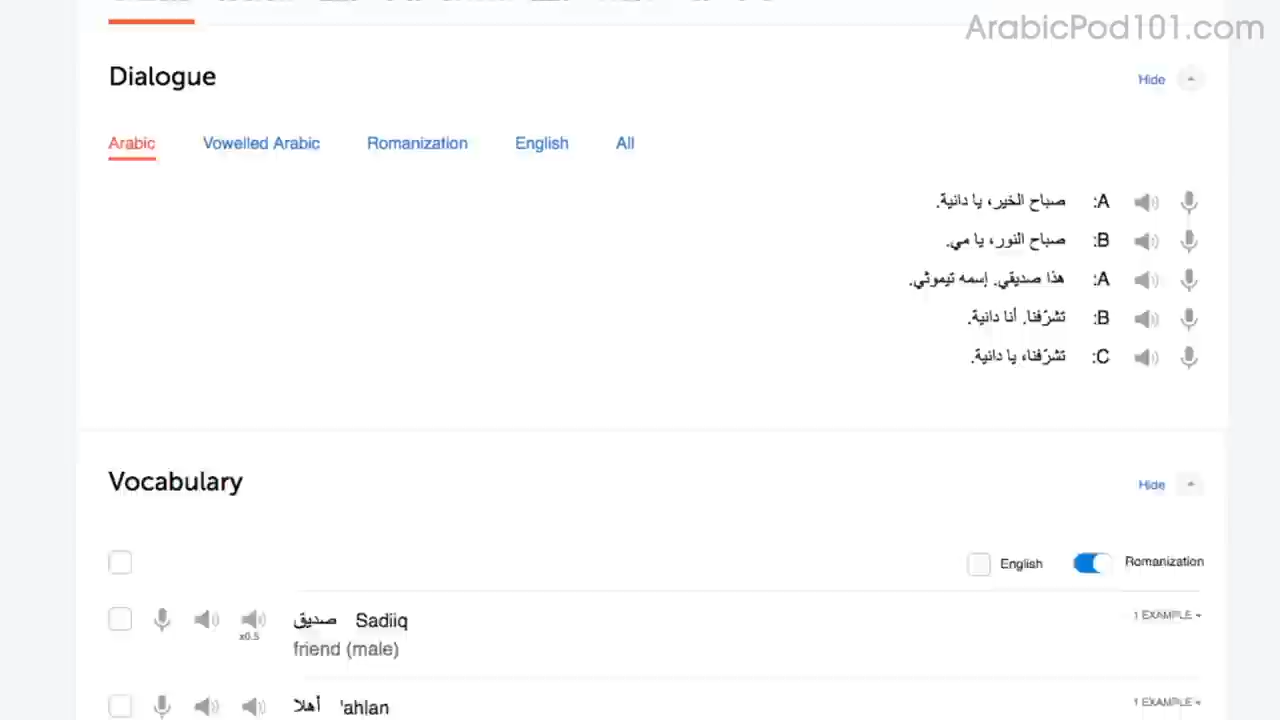 ArabicPod101.com
Dialogue
Hide
Arabic Vowelled Arabic Romanization English All
A: صباح الخير، يا دانية.
B: صباح النور، يا مي.
A: هذا صديقي. إسمه تيموثي.
B: تشرّفنا. أنا دانية.
C: تشرّفنا، يا دانية.
Vocabulary
Hide
English Romanization
صديق Sadiiq
1 EXAMPLE
x0.5
friend (male)
أهلا 'ahlan
1 EXAMPLE